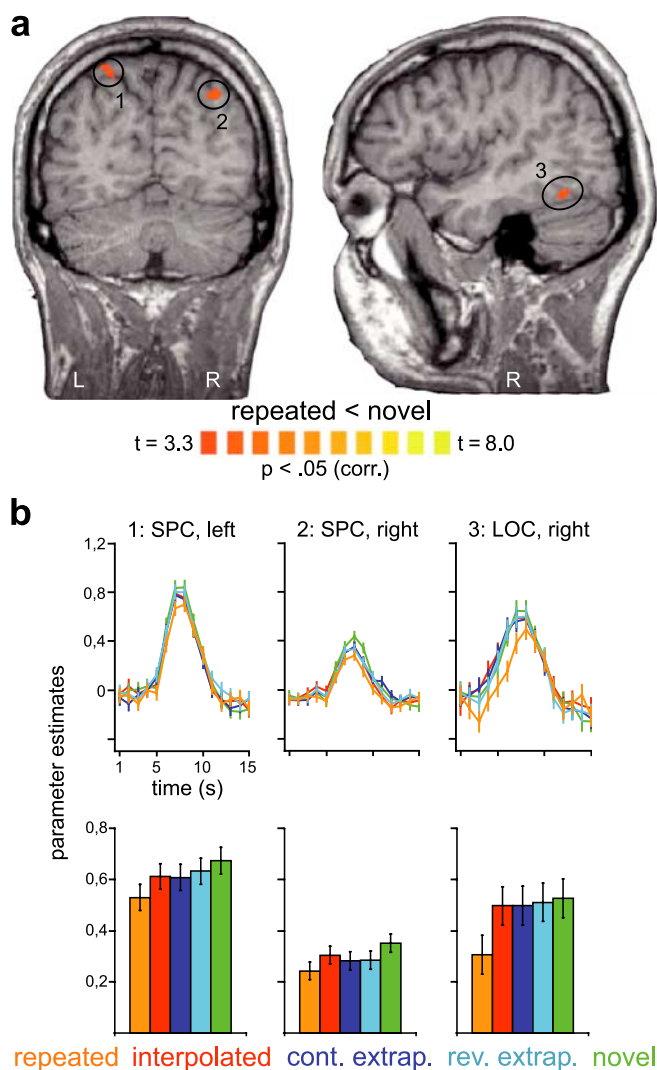 a
1
2
3
L
R
R
repeated < novel
t = 3.3
t = 8.0
p < .05 (corr.)
b
1: SPC, left
2: SPC, right
3: LOC, right
1,2
0,8
0,4
0
1
5
10
15
time (s)
parameter estimates
0,8
0,6
0,4
0,2
repeated interpolated cont. extrap. rev. extrap. novel